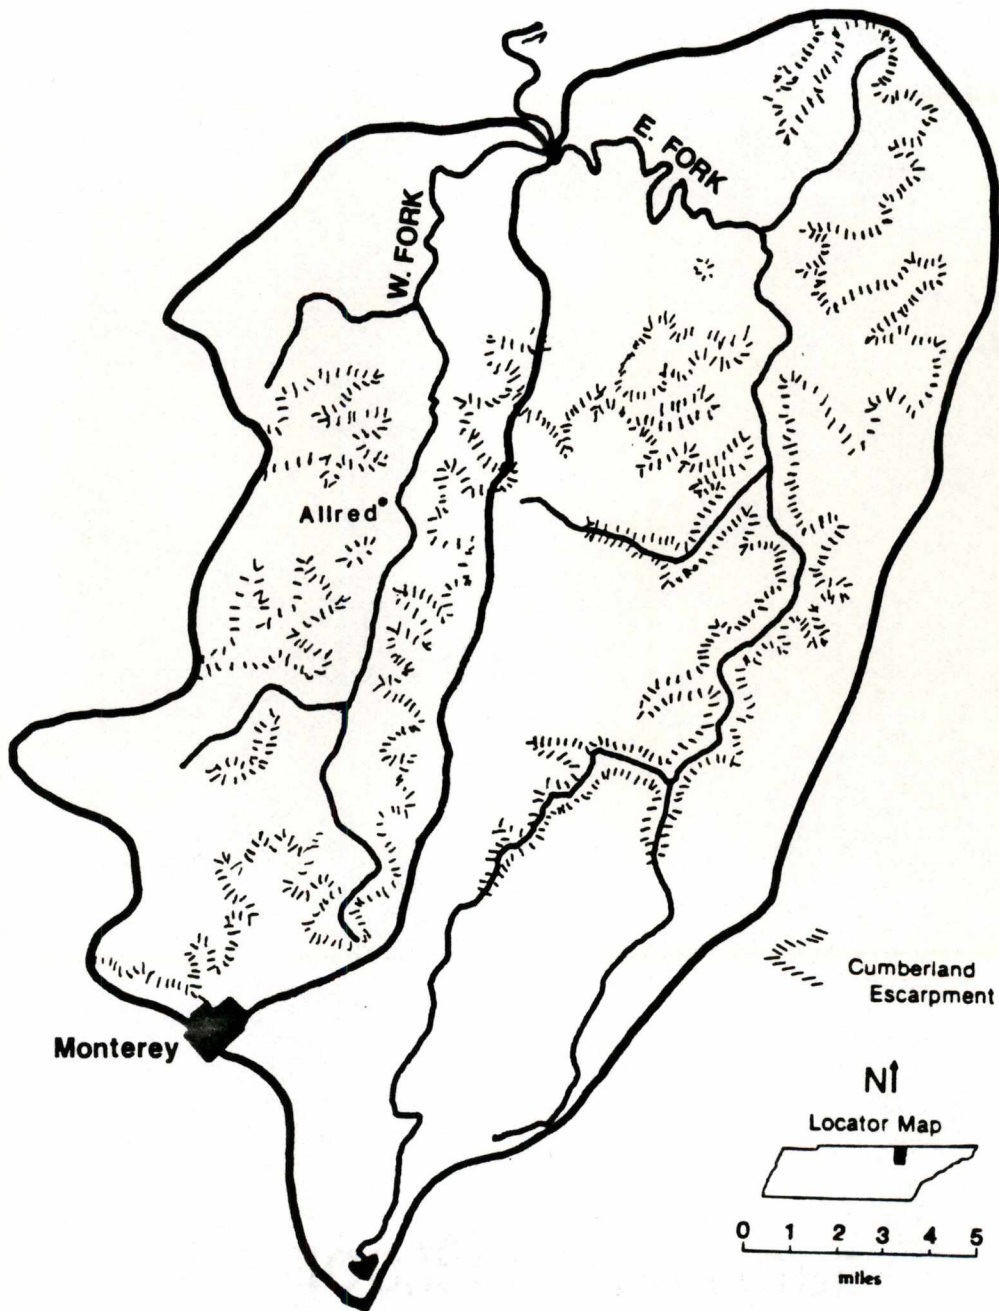 E. FORK
W. FORK
Allred
Cumberland
Escarpment
Monterey
N
Locator Map
0 1 2 3 4 5
miles